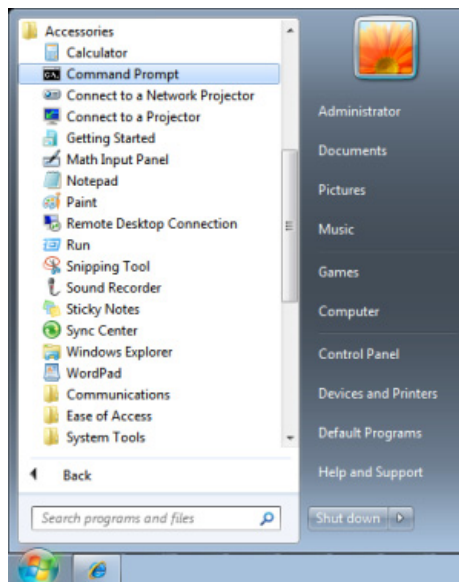 Accessories
Calculator
Command Prompt
Connect to a Network Projector
Connect to a Projector
Getting Started
Math Input Panel
Notepad
Paint
Remote Desktop Connection
Run
Snipping Tool
Sound Recorder
Sticky Notes
Sync Center
Windows Explorer
WordPad
Communications
Ease of Access
System Tools
Back
Search programs and files
Administrator
Documents
Pictures
Music
Games
Computer
Control Panel
Devices and Printers
Default Programs
Help and Support
Shut down